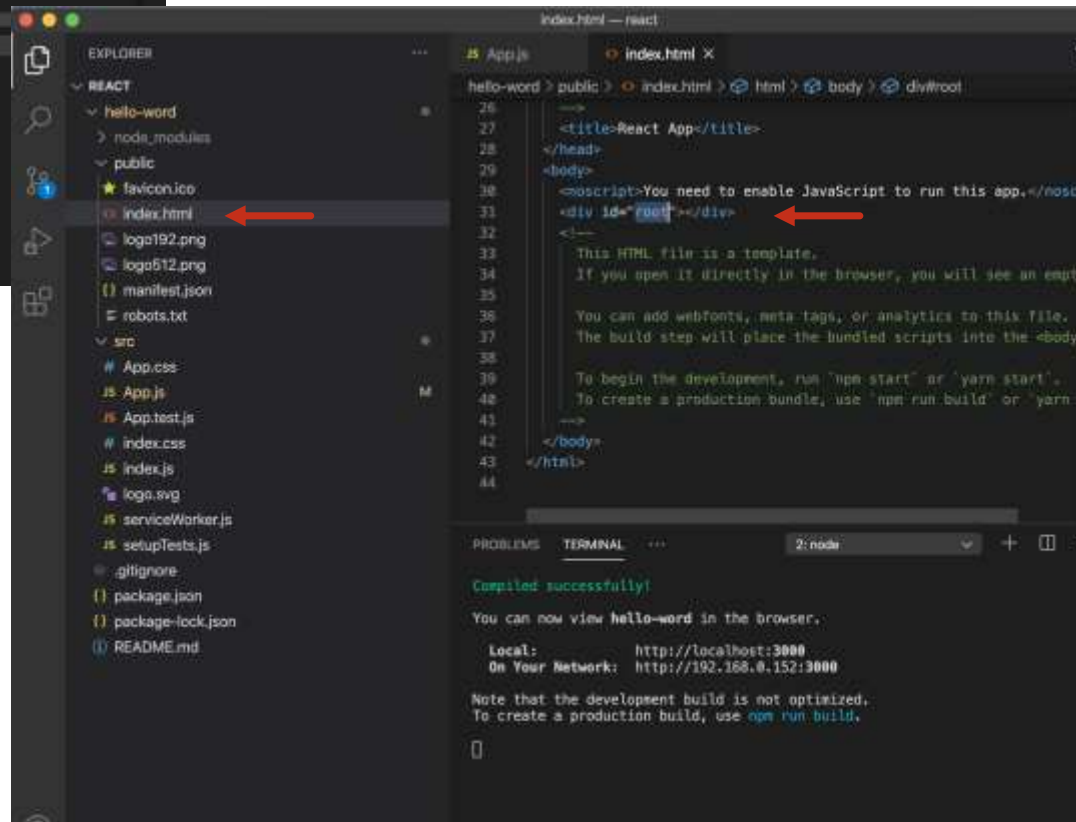 index.html — react
EXPLORER
REACT
hello-word
node_modules
public
favicon.ico
index.html
logo192.png
logo512.png
manifest.json
robots.txt
src
App.css
App.js M
App.test.js
index.css
index.js
logo.svg
serviceWorker.js
setupTests.js
.gitignore
package.json
package-lock.json
README.md
1
JS App.js index.html ×
hello-word > public > index.html > html > body > div#root
26 -->
27 <title>React App</title>
28 </head>
29 <body>
30 <noscript>You need to enable JavaScript to run this app.</nosc
31 <div id="root"></div>
32 <!--
33 This HTML file is a template.
34 If you open it directly in the browser, you will see an empt
35
36 You can add webfonts, meta tags, or analytics to this file.
37 The build step will place the bundled scripts into the <body
38
39 To begin the development, run `npm start` or `yarn start`.
40 To create a production bundle, use `npm run build` or `yarn
41 -->
42 </body>
43 </html>
44
PROBLEMS TERMINAL ··· 2: node
Compiled successfully!
You can now view hello-word in the browser.
Local: http://localhost:3000
On Your Network: http://192.168.0.152:3000
Note that the development build is not optimized.
To create a production build, use npm run build.